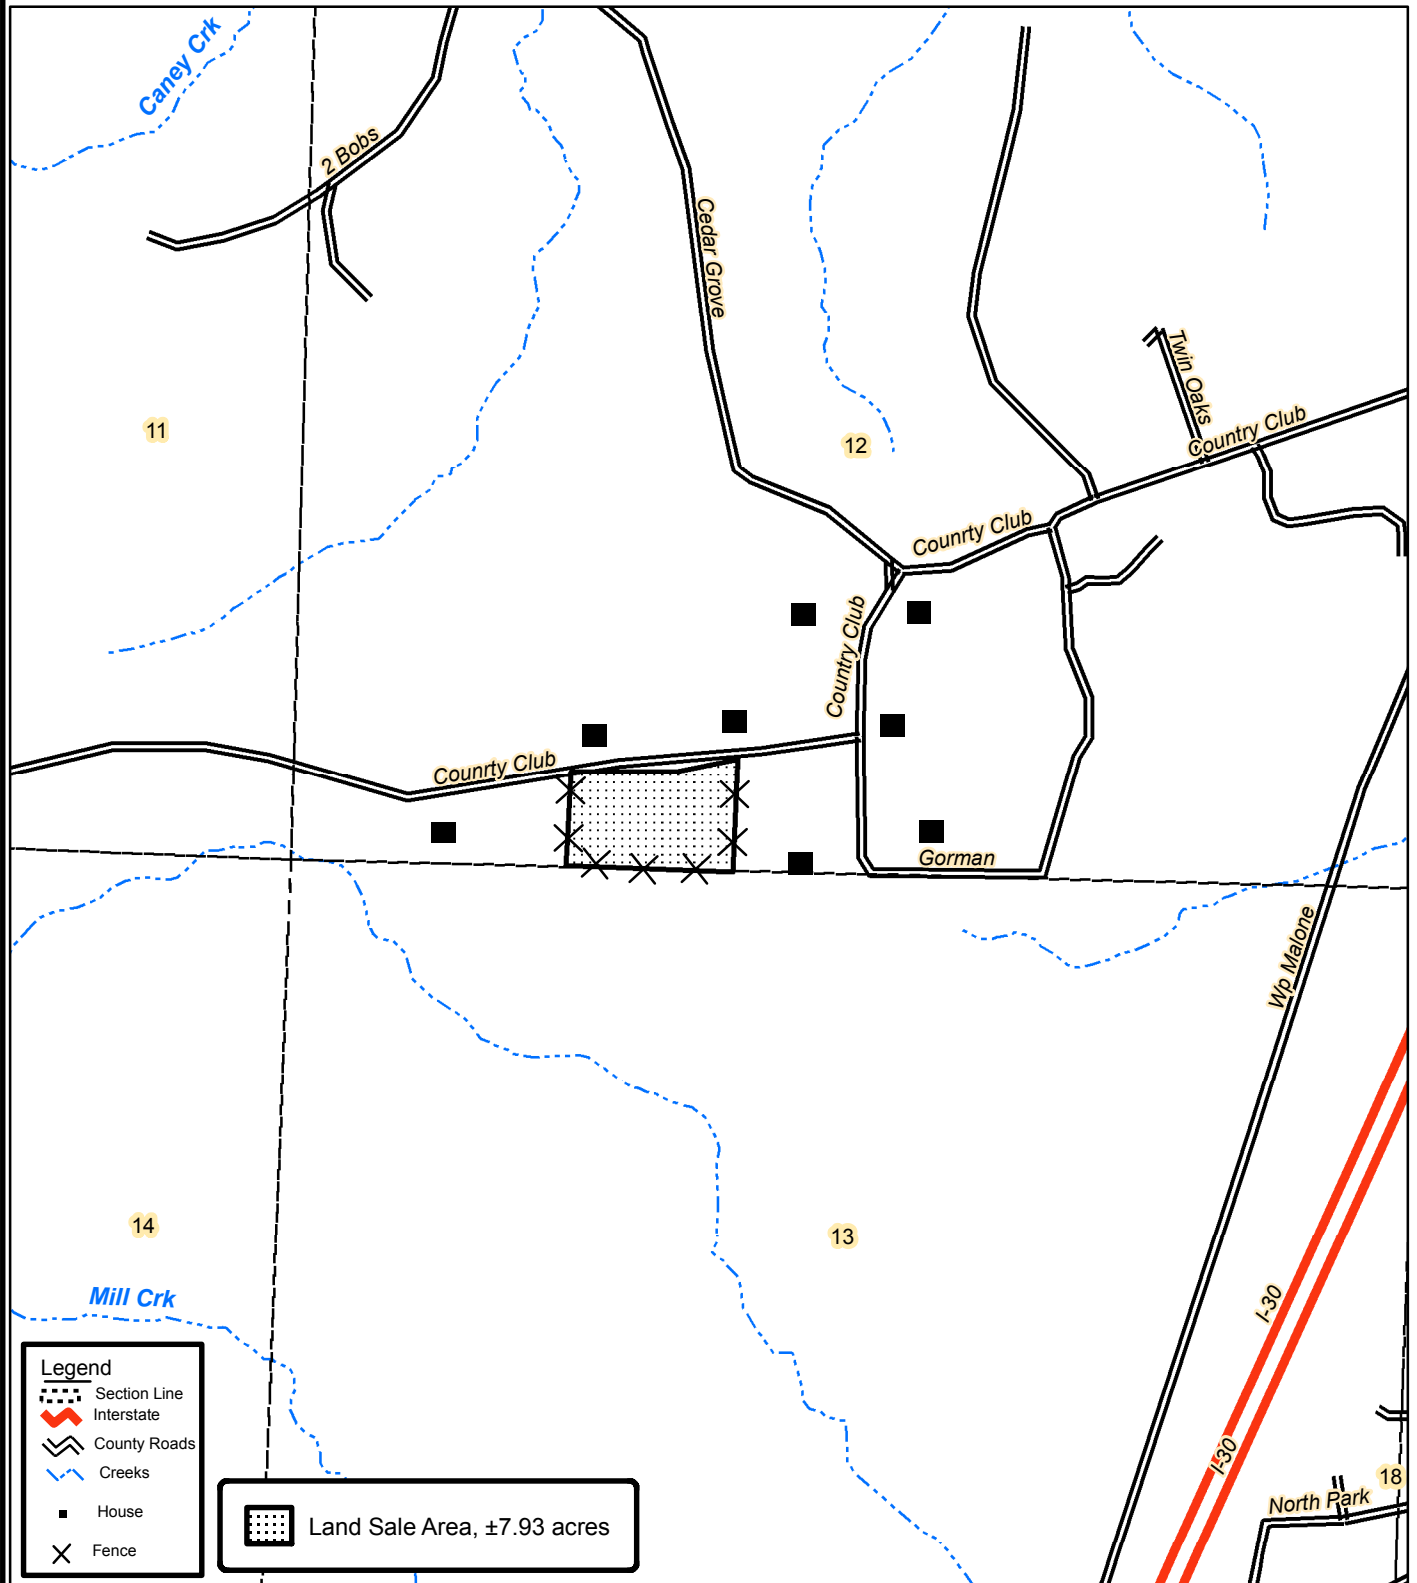 Caney Crk
2 Bobs
Cedar Grove
Twin Oaks
11
12
Country Club
Counrty Club
Country Club
Counrty Club
Gorman
Wp Malone
14
13
Mill Crk
I-30
I-30
18
North Park
Legend
Section Line
Interstate
County Roads
Creeks
House
Fence
Land Sale Area, ±7.93 acres